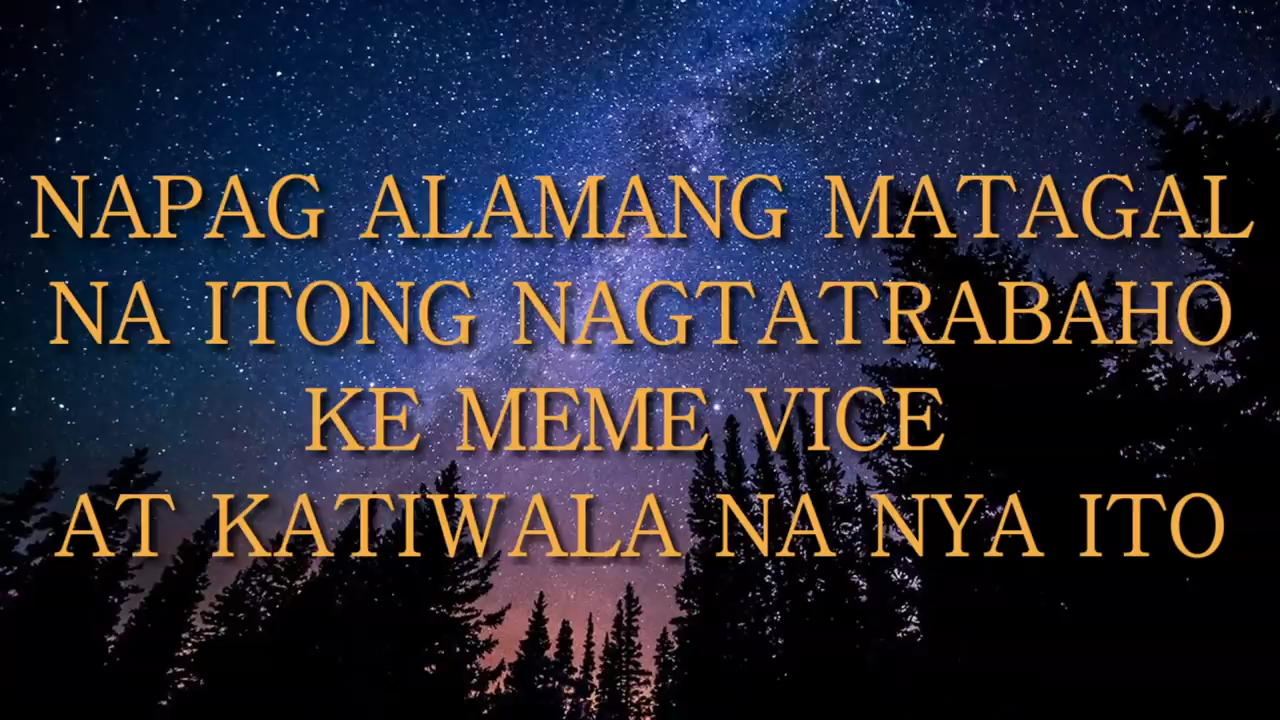 NAPAG ALAMANG MATAGAL
NA ITONG NAGTATRABAHO
KE MEME VICE
AT KATIWALA NA NYA ITO